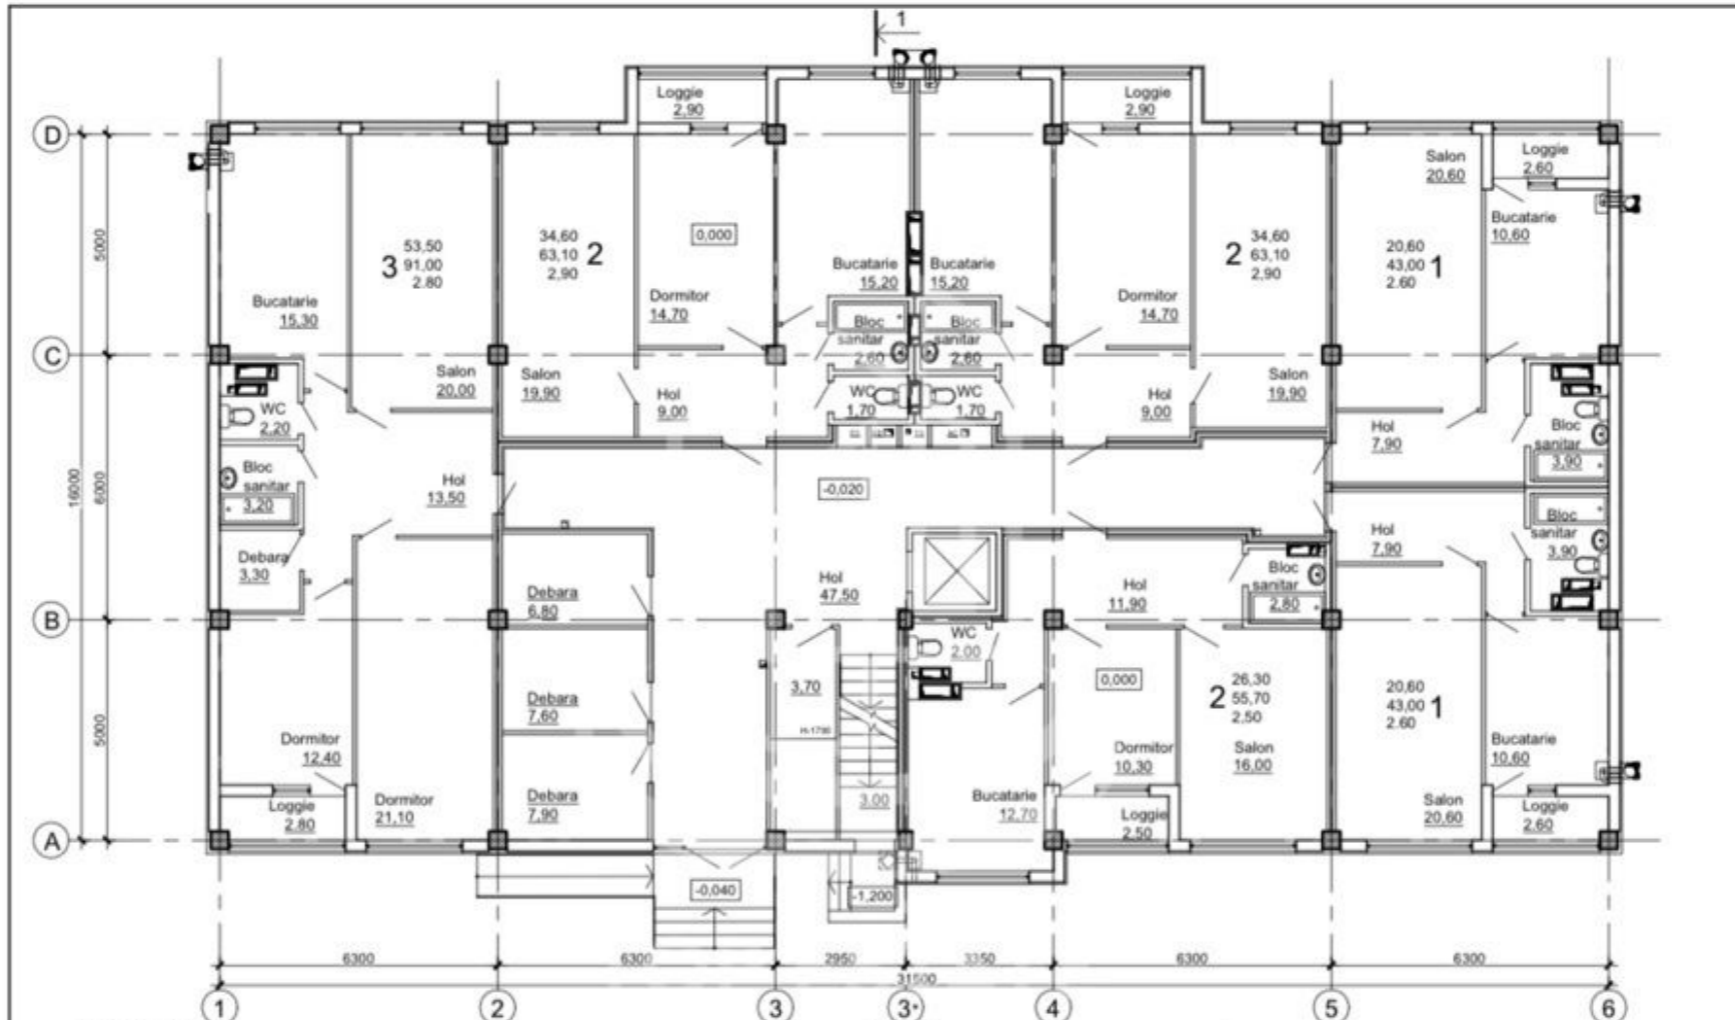 1
Loggie
2,90
Loggie
2,90
D
Salon
20,60
Loggie
2,60
Bucatarie
10,60
5000
3
53,50
91,00
2.80
34,60
63,10
2,90
2
0,000
Bucatarie
15,20
Bucatarie
15,20
2
34,60
63,10
2,90
20,60
43,00
2.60
1
Bucatarie
15,30
Dormitor
14,70
Dormitor
14,70
Bloc
sanitar
2,60
Bloc
sanitar
2,60
C
Salon
20,00
Salon
19,90
Hol
9,00
WC
1,70
WC
1,70
Hol
9,00
Salon
19,90
WC
2,20
Hol
7,90
Bloc
sanitar
3,90
16000
6000
Bloc
sanitar
3,20
Hol
13,50
-0,020
Hol
7,90
Bloc
sanitar
3,90
Debara
3,30
Debara
6,80
Hol
47,50
Hol
11,90
Bloc
sanitar
2,80
B
WC
2.00
0,000
3,70
2
26,30
55,70
2.50
20,60
43,00
2.60
1
Debara
7,60
H-1790
5000
Dormitor
12,40
Dormitor
10,30
Salon
16,00
Bucatarie
10,60
Debara
7,90
3.00
Bucatarie
12,70
Loggie
2.80
Dormitor
21,10
Loggie
2.50
Salon
20,60
Loggie
2.60
A
-0,040
-1,200
6300
6300
2950
3350
6300
6300
31500
1
2
3
3*
4
5
6